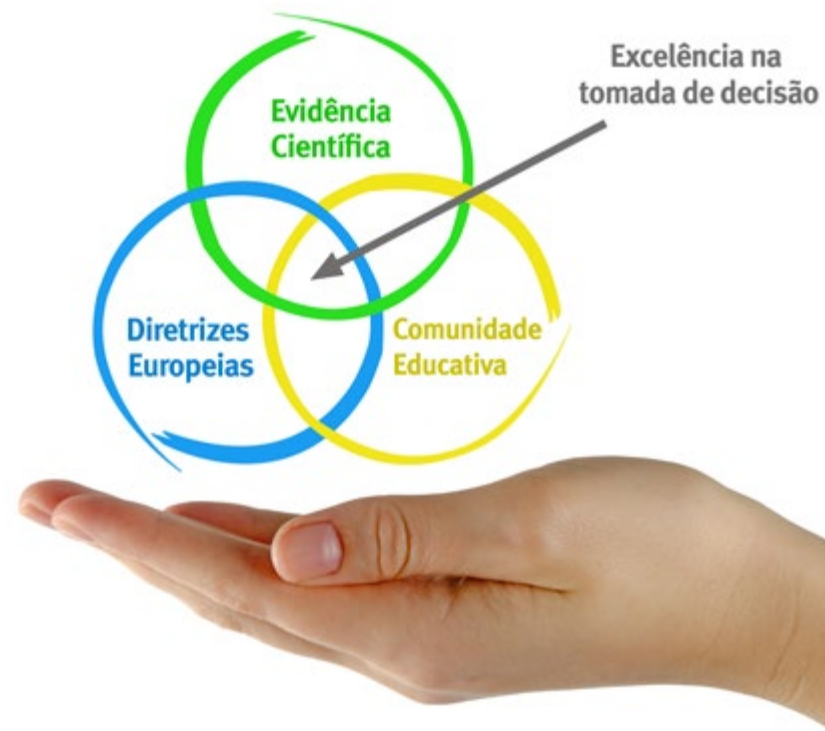 Excelência na
tomada de decisão
Evidência
Científica
Diretrizes
Europeias
Comunidade
Educativa